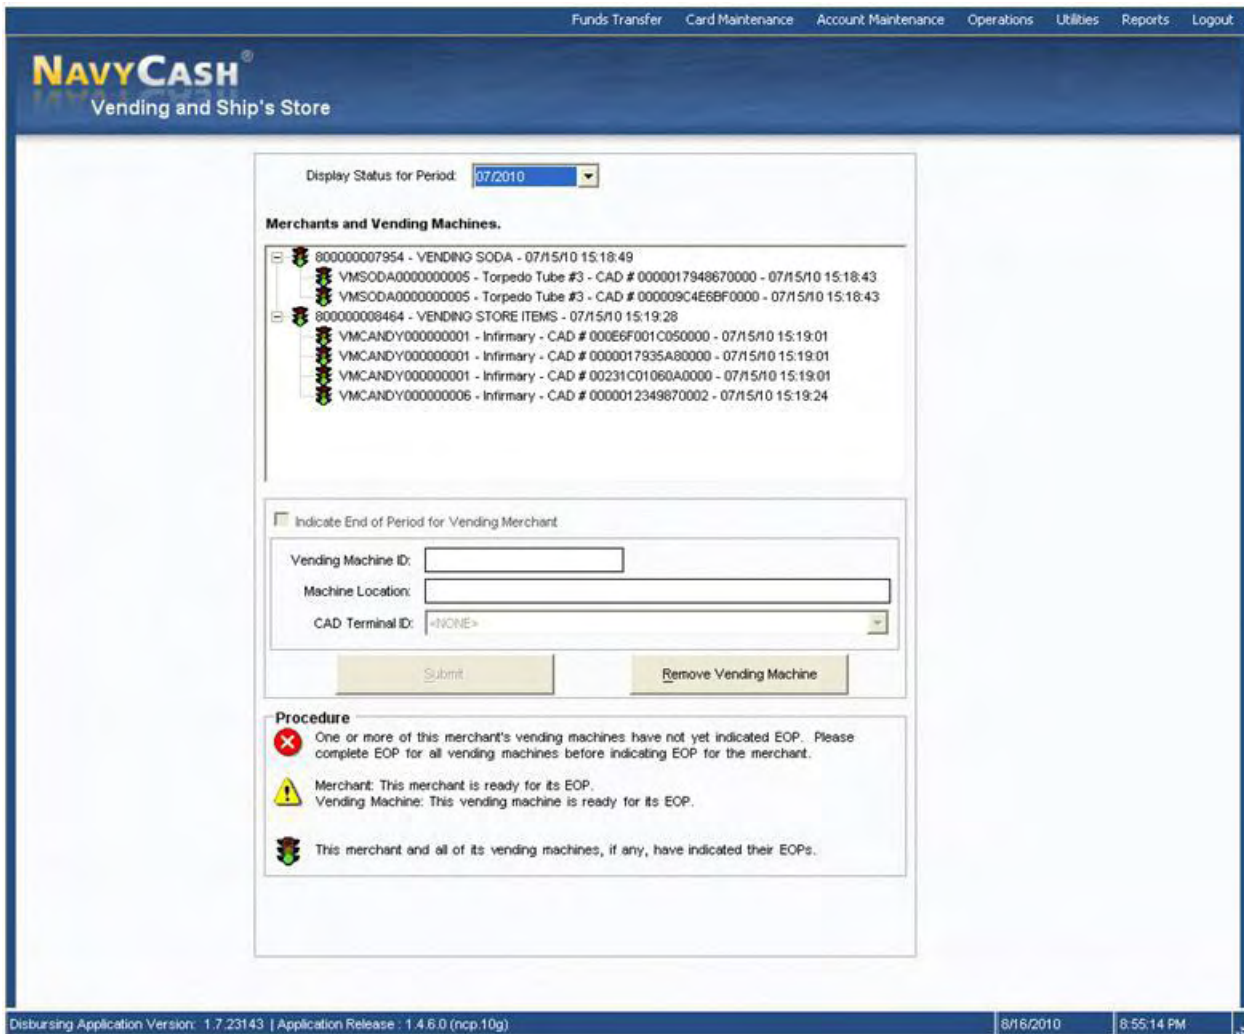 Funds Transfer Card Maintenance Account Maintenance Operations Utilities Reports Logout
NAVYCASH®
Vending and Ship's Store
Display Status for Period: 07/2010
Merchants and Vending Machines.
800000007954 - VENDING SODA - 07/15/10 15:18:49
VMSODA0000000005 - Torpedo Tube #3 - CAD # 0000017948670000 - 07/15/10 15:18:43
VMSODA0000000005 - Torpedo Tube #3 - CAD # 000009C4E6BF0000 - 07/15/10 15:18:43
800000008464 - VENDING STORE ITEMS - 07/15/10 15:19:28
VMCANDY000000001 - Infirmary - CAD # 000E6F001C050000 - 07/15/10 15:19:01
VMCANDY000000001 - Infirmary - CAD # 0000017935A80000 - 07/15/10 15:19:01
VMCANDY000000001 - Infirmary - CAD # 00231C01060A0000 - 07/15/10 15:19:01
VMCANDY000000006 - Infirmary - CAD # 0000012349870002 - 07/15/10 15:19:24
Indicate End of Period for Vending Merchant
Vending Machine ID:
Machine Location:
CAD Terminal ID: <NONE>
Submit Remove Vending Machine
Procedure
One or more of this merchant's vending machines have not yet indicated EOP. Please
complete EOP for all vending machines before indicating EOP for the merchant.
Merchant: This merchant is ready for its EOP.
Vending Machine: This vending machine is ready for its EOP.
This merchant and all of its vending machines, if any, have indicated their EOPs.
Disbursing Application Version: 1.7.23143 | Application Release : 1.4.6.0 (ncp.10g) 8/16/2010 8:55:14 PM